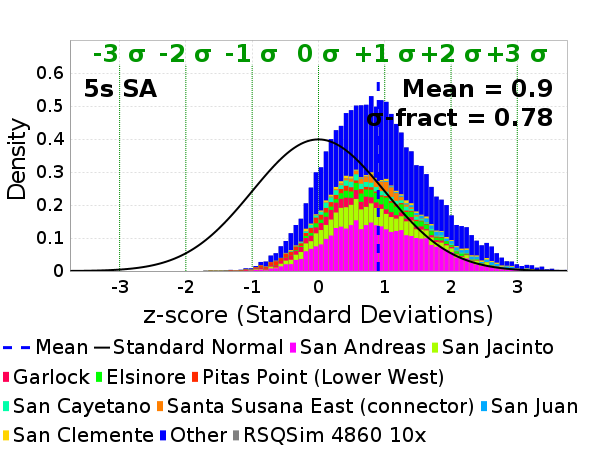 -3 σ -2 σ -1 σ 0 σ +1 σ +2 σ +3 σ
5s SA
Mean = 0.9
σ-fract = 0.78
Density
0.6
0.5
0.4
0.3
0.2
0.1
0
-3 -2 -1 0 1 2 3
z-score (Standard Deviations)
Mean Standard Normal San Andreas San Jacinto
Garlock Elsinore Pitas Point (Lower West)
San Cayetano Santa Susana East (connector) San Juan
San Clemente Other RSQSim 4860 10x